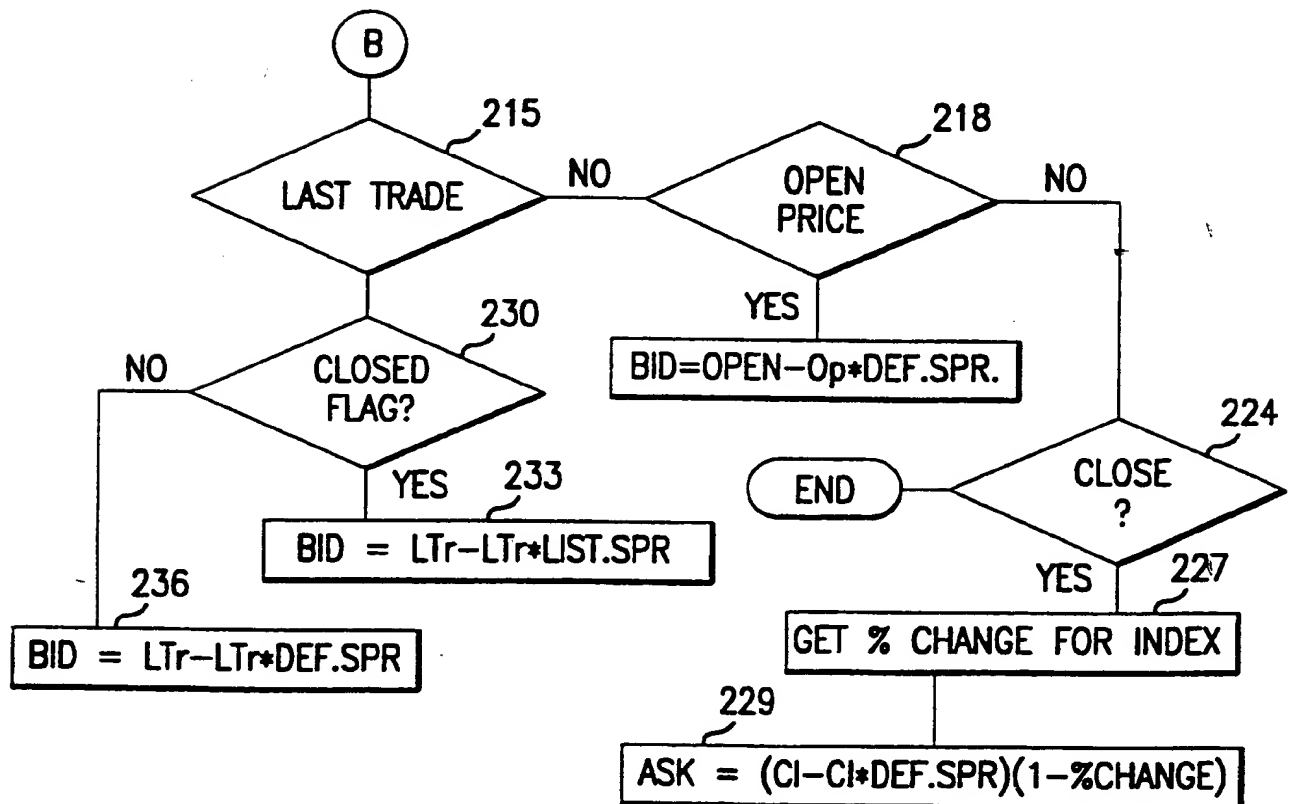 B
215
LAST TRADE
NO
218
OPEN
PRICE
NO
YES
BID=OPEN-Op*DEF.SPR.
230
CLOSED
FLAG?
NO
YES
233
BID = LTr-LTr*LIST.SPR
236
BID = LTr-LTr*DEF.SPR
224
CLOSE
?
END
YES
227
GET % CHANGE FOR INDEX
229
ASK = (Cl-Cl*DEF.SPR)(1-%CHANGE)